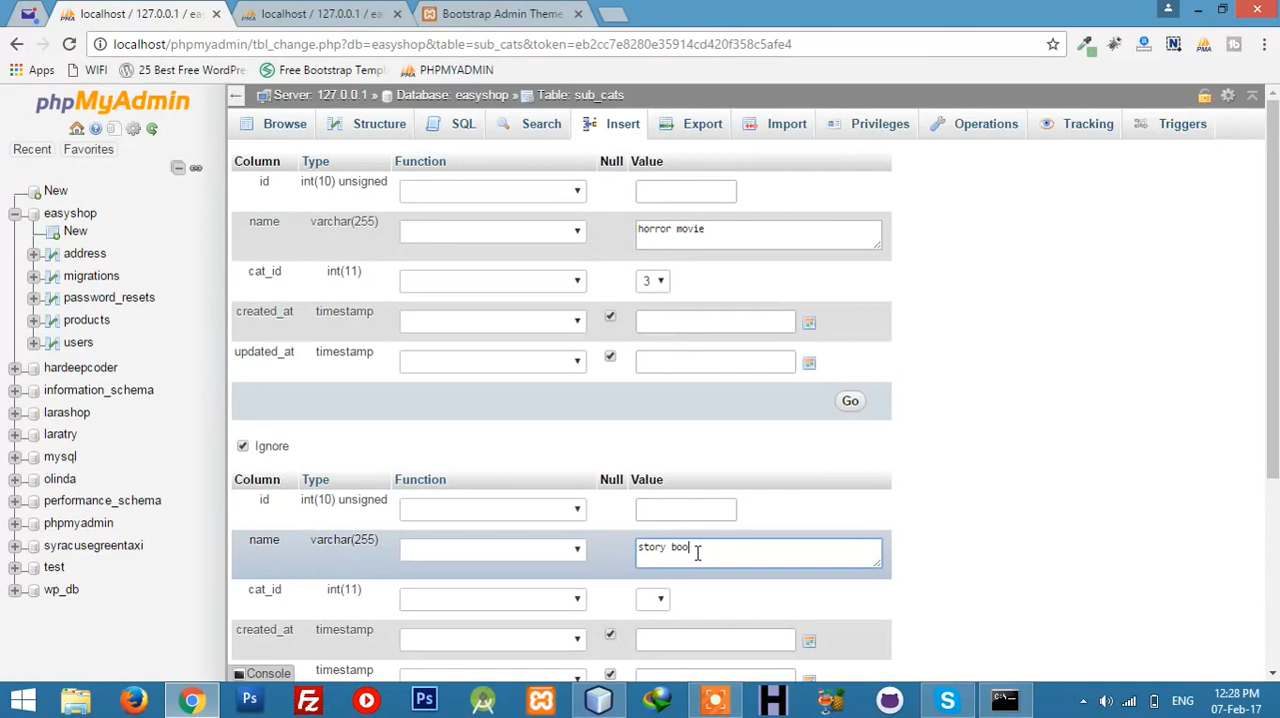 localhost / 127.0.0.1 / ea
localhost / 127.0.0.1 / ea
Bootstrap Admin Theme
localhost/phpmyadmin/tbl_change.php?db=easyshop&table=sub_cats&token=eb2cc7e8280e35914cd420f358c5afe4
Apps
WIFI
25 Best Free WordPre
Free Bootstrap Templ
PHPMYADMIN
phpMyAdmin
Recent
Favorites
New
easyshop
New
address
migrations
password_resets
products
users
hardeepcoder
information_schema
larashop
laratry
mysql
olinda
performance_schema
phpmyadmin
syracusegreentaxi
test
wp_db
Server: 127.0.0.1 » Database: easyshop » Table: sub_cats
Browse Structure SQL Search Insert Export Import Privileges Operations Tracking Triggers
Column Type Function Null Value
id int(10) unsigned
name varchar(255) horror movie
cat_id int(11) 3
created_at timestamp
updated_at timestamp
Go
Ignore
Column Type Function Null Value
id int(10) unsigned
name varchar(255) story boo
cat_id int(11)
created_at timestamp
timestamp
Console
Ps
Fz
Ps
H
S
ENG
12:28 PM
07-Feb-17